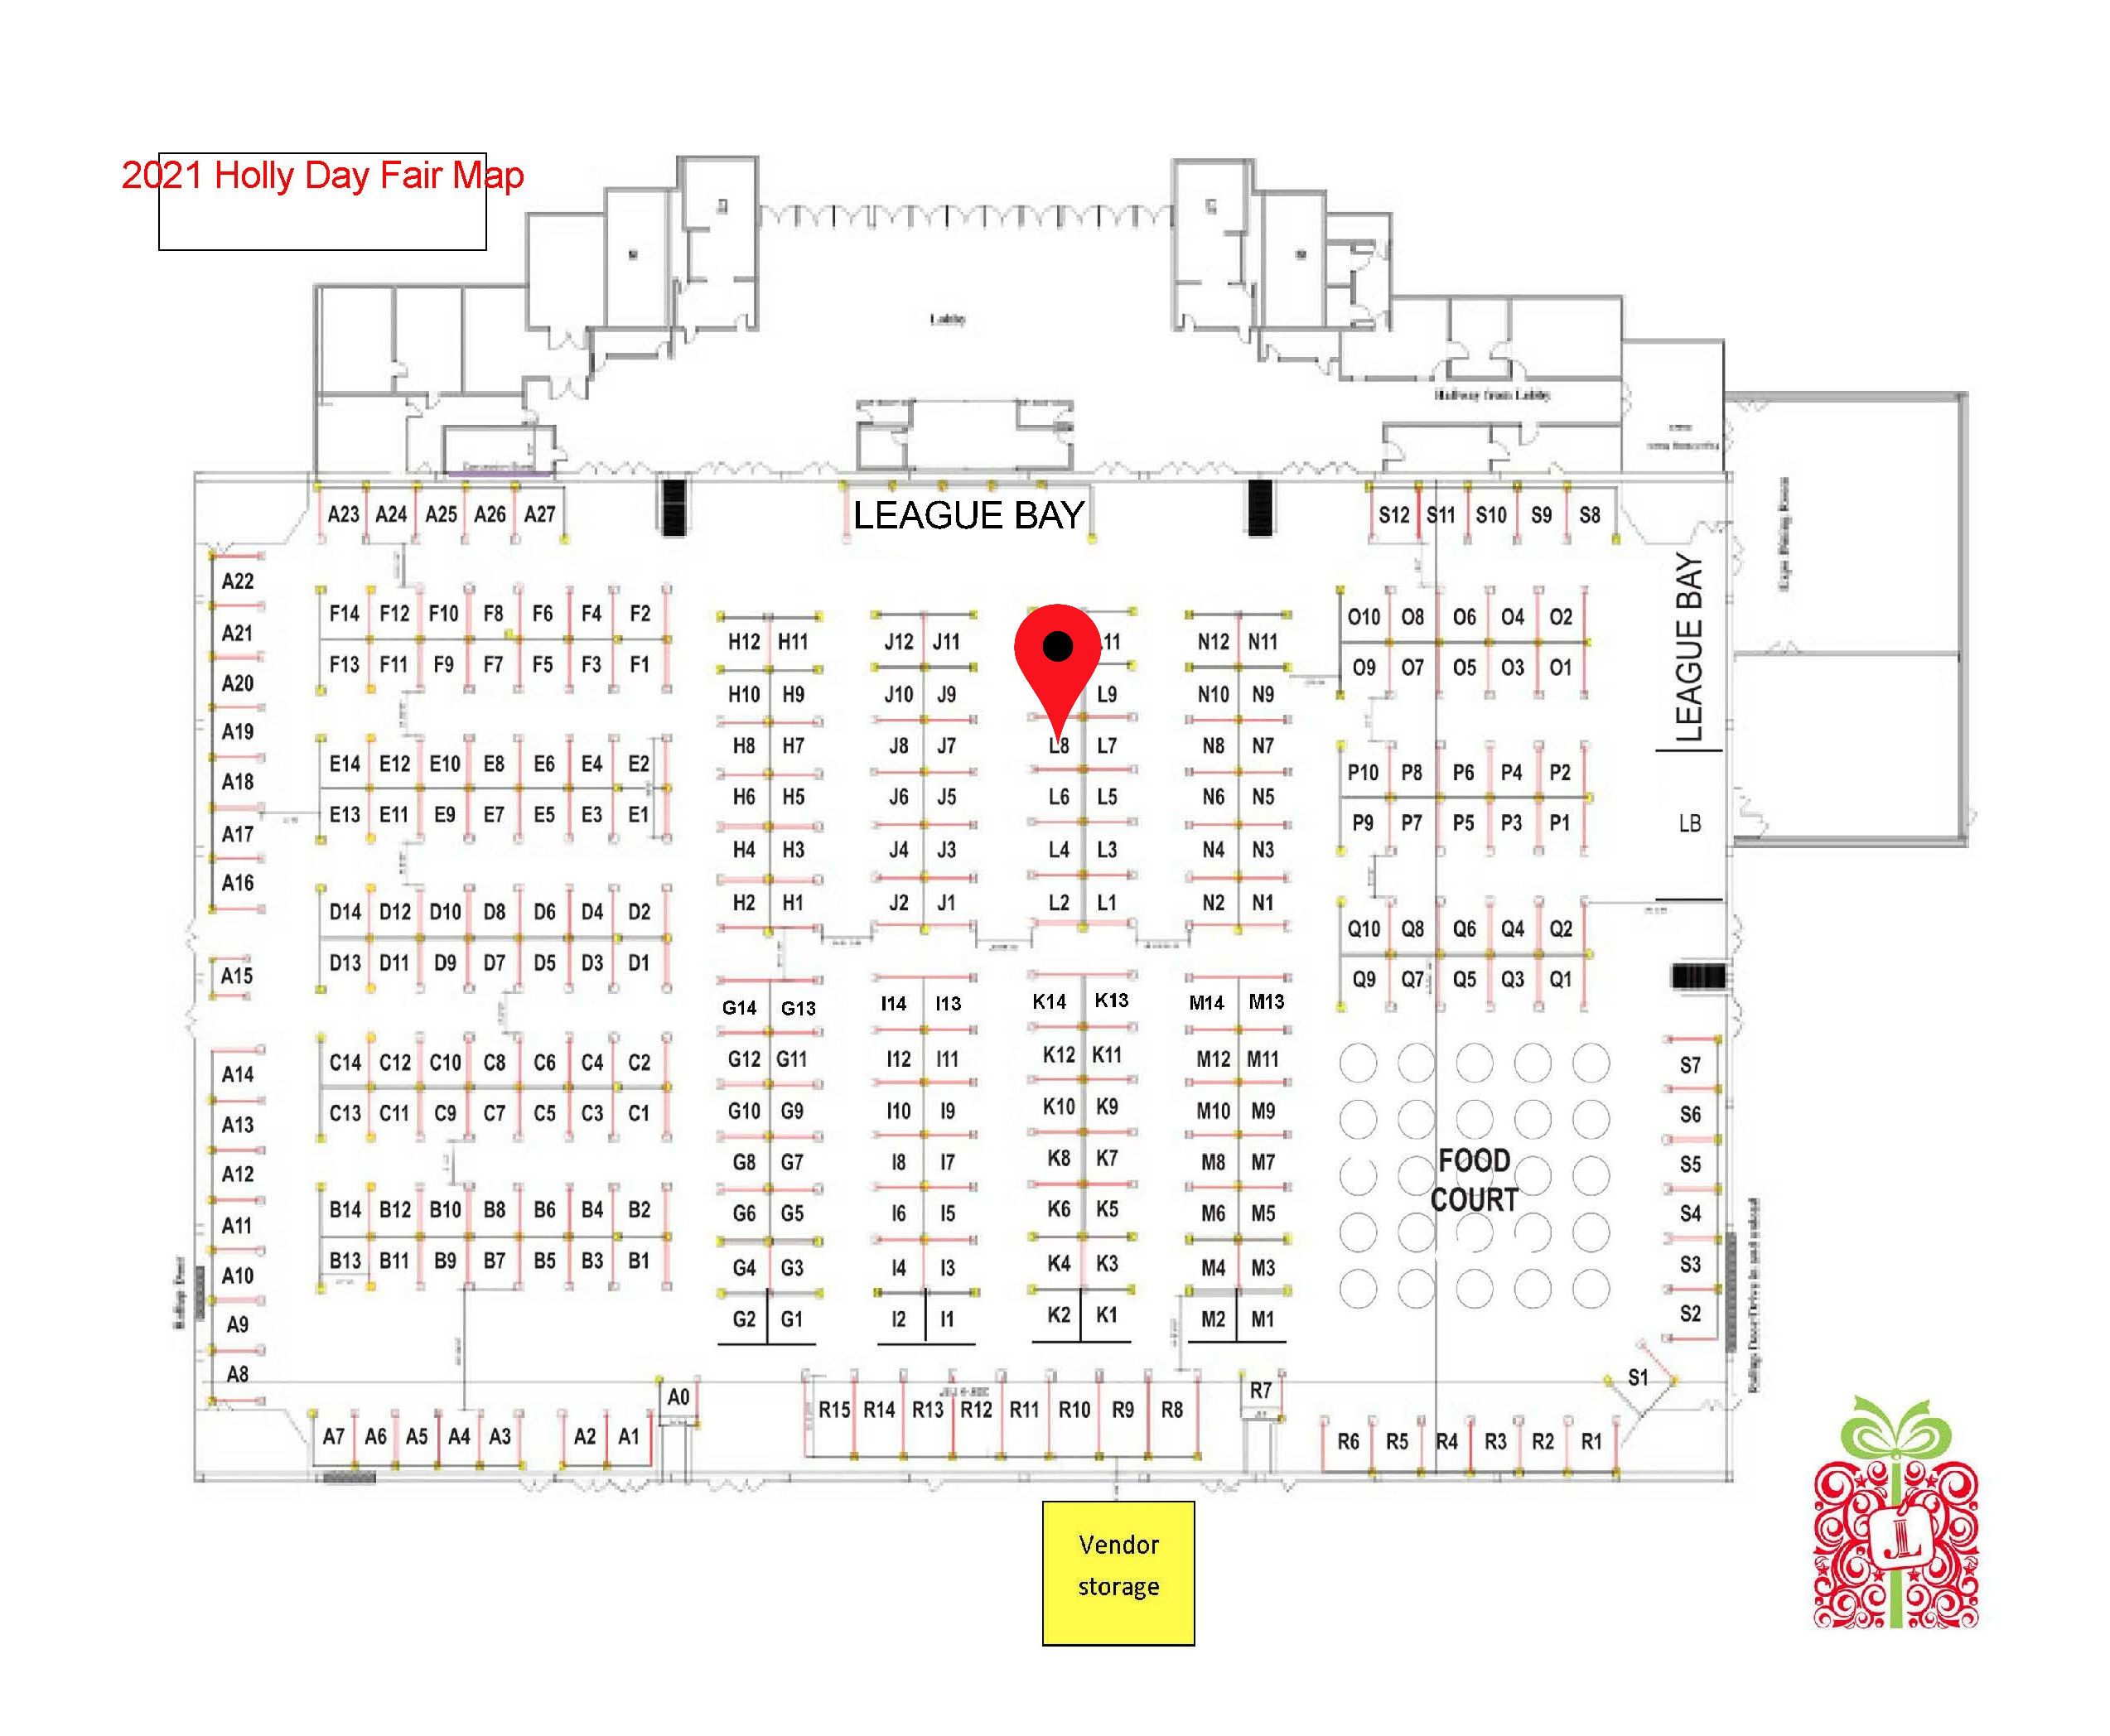 2021 Holly Day Fair Map
Lobby
Hallway from Lobby
LEAGUE BAY
A23 A24 A25 A26 A27
S12 S11 S10 S9 S8
A22
A21
A20
A19
A18
A17
A16
A15
A14
A13
A12
A11
A10
A9
A8
F14 F12 F10 F8 F6 F4 F2
F13 F11 F9 F7 F5 F3 F1
E14 E12 E10 E8 E6 E4 E2
E13 E11 E9 E7 E5 E3 E1
D14 D12 D10 D8 D6 D4 D2
D13 D11 D9 D7 D5 D3 D1
C14 C12 C10 C8 C6 C4 C2
C13 C11 C9 C7 C5 C3 C1
B14 B12 B10 B8 B6 B4 B2
B13 B11 B9 B7 B5 B3 B1
H12 H11
H10 H9
H8 H7
H6 H5
H4 H3
H2 H1
G14 G13
G12 G11
G10 G9
G8 G7
G6 G5
G4 G3
G2 G1
J12 J11
J10 J9
J8 J7
J6 J5
J4 J3
J2 J1
I14 I13
I12 I11
I10 I9
I8 I7
I6 I5
I4 I3
I2 I1
11
L9
L8 L7
L6 L5
L4 L3
L2 L1
K14 K13
K12 K11
K10 K9
K8 K7
K6 K5
K4 K3
K2 K1
N12 N11
N10 N9
N8 N7
N6 N5
N4 N3
N2 N1
M14 M13
M12 M11
M10 M9
M8 M7
M6 M5
M4 M3
M2 M1
O10 O8 O6 O4 O2
O9 O7 O5 O3 O1
P10 P8 P6 P4 P2
P9 P7 P5 P3 P1
Q10 Q8 Q6 Q4 Q2
Q9 Q7 Q5 Q3 Q1
LEAGUE BAY
LB
FOOD
COURT
S7
S6
S5
S4
S3
S2
S1
Rollup Door
A7 A6 A5 A4 A3 A2 A1
A0
R15 R14 R13 R12 R11 R10 R9 R8
R7
R6 R5 R4 R3 R2 R1
Vendor
storage
JL